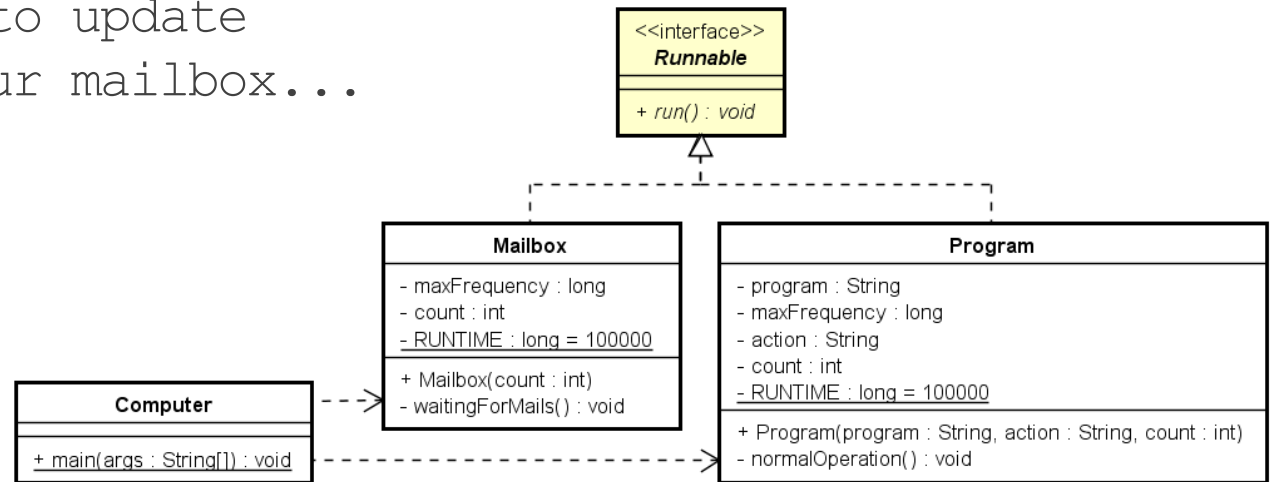 to update
ur mailbox...
<<interface>>
Runnable
+ run() : void
Mailbox
- maxFrequency : long
- count : int
- RUNTIME : long = 100000
+ Mailbox(count : int)
- waitingForMails() : void
Program
- program : String
- maxFrequency : long
- action : String
- count : int
- RUNTIME : long = 100000
+ Program(program : String, action : String, count : int)
- normalOperation() : void
Computer
+ main(args : String[]) : void